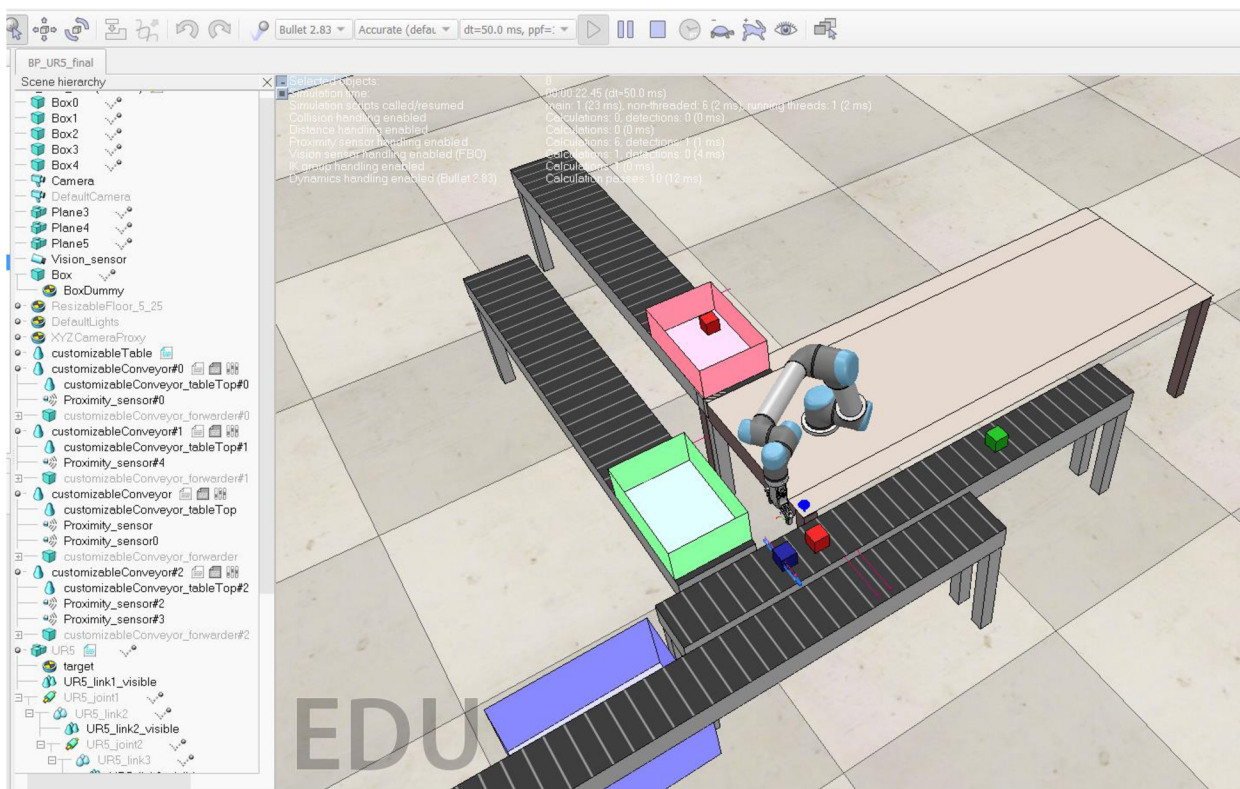 Bullet 2.83 Accurate (defau dt=50.0 ms, ppf=:
BP_UR5_final
Scene hierarchy
Box0
Box1
Box2
Box3
Box4
Camera
DefaultCamera
Plane3
Plane4
Plane5
Vision_sensor
Box
BoxDummy
ResizableFloor_5_25
DefaultLights
XYZCameraProxy
customizableTable
customizableConveyor#0
customizableConveyor_tableTop#0
Proximity_sensor#0
customizableConveyor_forwarder#0
customizableConveyor#1
customizableConveyor_tableTop#1
Proximity_sensor#4
customizableConveyor_forwarder#1
customizableConveyor
customizableConveyor_tableTop
Proximity_sensor
Proximity_sensor0
customizableConveyor_forwarder
customizableConveyor#2
customizableConveyor_tableTop#2
Proximity_sensor#2
Proximity_sensor#3
customizableConveyor_forwarder#2
UR5
target
UR5_link1_visible
UR5_joint1
UR5_link2
UR5_link2_visible
UR5_joint2
UR5_link3
Selected objects: 0
Simulation time: 00:00:22.45 (dt=50.0 ms)
Simulation scripts called/resumed main: 1 (23 ms), non-threaded: 6 (2 ms), running threads: 1 (2 ms)
Collision handling enabled Calculations: 0, detections: 0 (0 ms)
Distance handling enabled Calculations: 0 (0 ms)
Proximity sensor handling enabled Calculations: 6, detections: 1 (1 ms)
Vision sensor handling enabled (FBO) Calculations: 1, detections: 0 (4 ms)
IK group handling enabled Calculations: 1 (0 ms)
Dynamics handling enabled (Bullet 2.83) Calculation passes: 10 (12 ms)
EDU